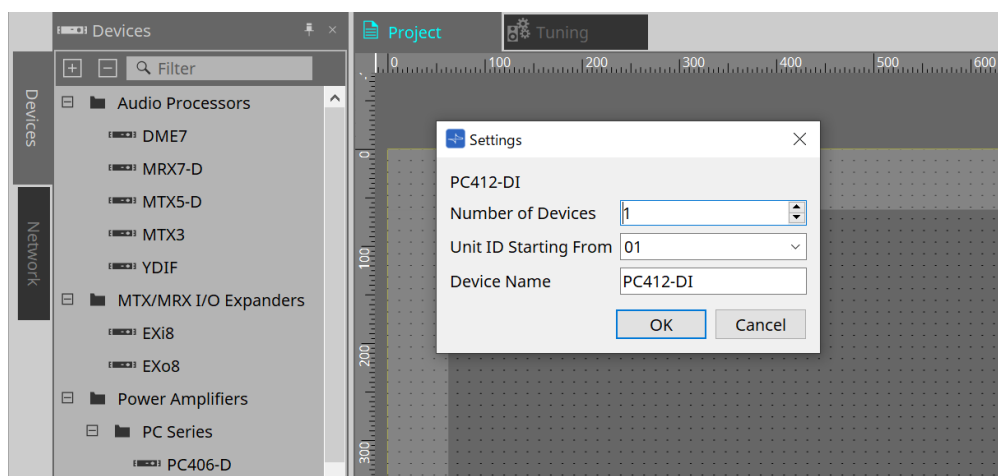 Devices
Project
Tuning
Filter
0 100 200 300 400 500 600
Devices
Network
Audio Processors
DME7
MRX7-D
MTX5-D
MTX3
YDIF
MTX/MRX I/O Expanders
EXi8
EXo8
Power Amplifiers
PC Series
PC406-D
0
100
200
300
Settings
PC412-DI
Number of Devices 1
Unit ID Starting From 01
Device Name PC412-DI
OK Cancel